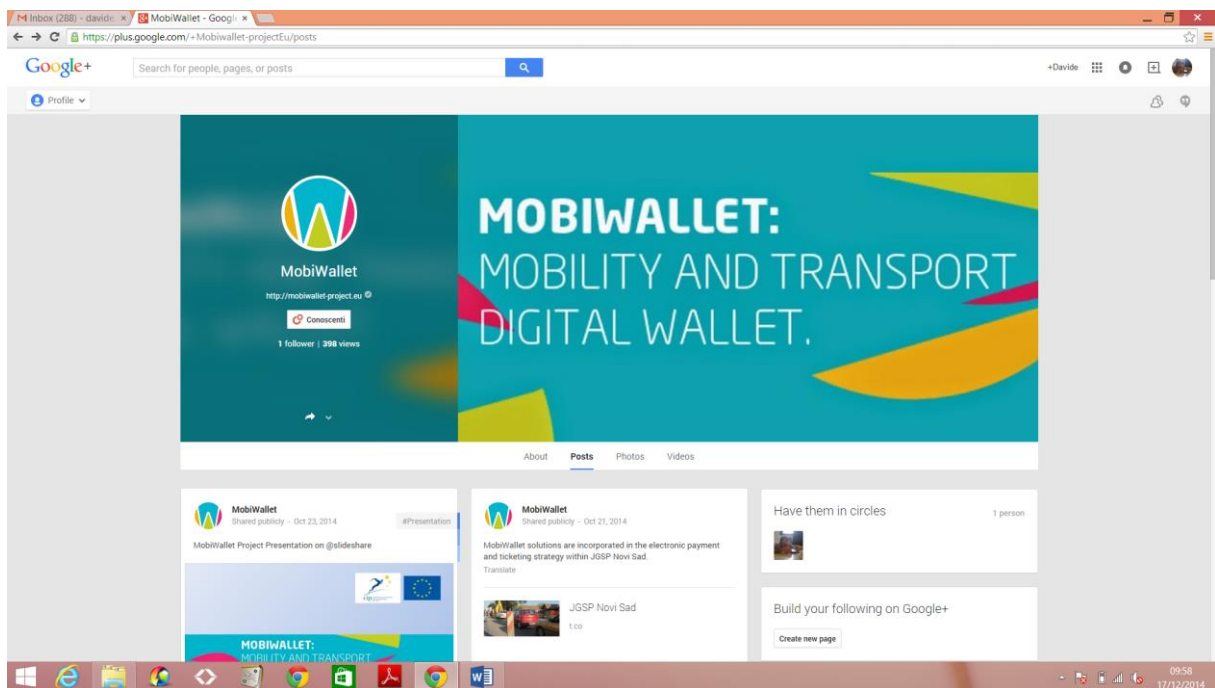 Inbox (288) - davide
MobiWallet - Googl
https://plus.google.com/+Mobiwallet-projectEu/posts
Google+
Search for people, pages, or posts
+Davide
Profile
MobiWallet
http://mobiwallet-project.eu
Conoscenti
1 follower | 398 views
MOBIWALLET:
MOBILITY AND TRANSPORT
DIGITAL WALLET.
About Posts Photos Videos
MobiWallet
Shared publicly - Oct 23, 2014
#Presentation
MobiWallet Project Presentation on @slideshare
MOBIWALLET:
MOBILITY AND TRANSPORT
MobiWallet
Shared publicly - Oct 21, 2014
MobiWallet solutions are incorporated in the electronic payment
and ticketing strategy within JGSP Novi Sad.
Translate
JGSP Novi Sad
t.co
Have them in circles
1 person
Build your following on Google+
Create new page
09:58
17/12/2014